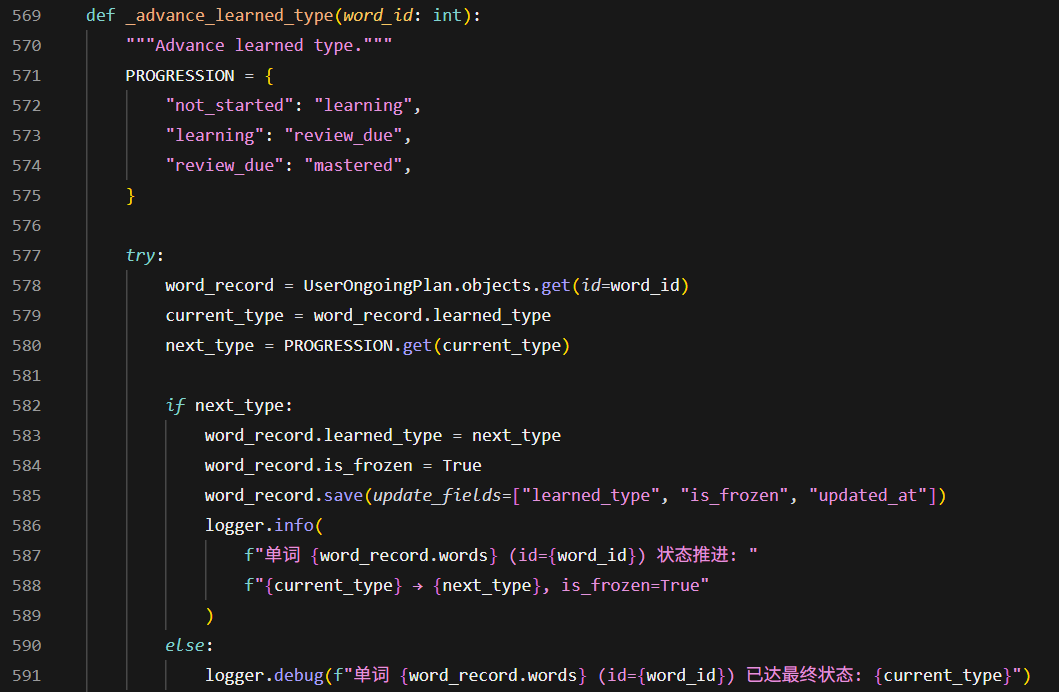 569 def _advance_learned_type(word_id: int):
570 """Advance learned type."""
571 PROGRESSION = {
572 "not_started": "learning",
573 "learning": "review_due",
574 "review_due": "mastered",
575 }
576
577 try:
578 word_record = UserOngoingPlan.objects.get(id=word_id)
579 current_type = word_record.learned_type
580 next_type = PROGRESSION.get(current_type)
581
582 if next_type:
583 word_record.learned_type = next_type
584 word_record.is_frozen = True
585 word_record.save(update_fields=["learned_type", "is_frozen", "updated_at"])
586 logger.info(
587 f"单词 {word_record.words} (id={word_id}) 状态推进: "
588 f"{current_type} → {next_type}, is_frozen=True"
589 )
590 else:
591 logger.debug(f"单词 {word_record.words} (id={word_id}) 已达最终状态: {current_type}")